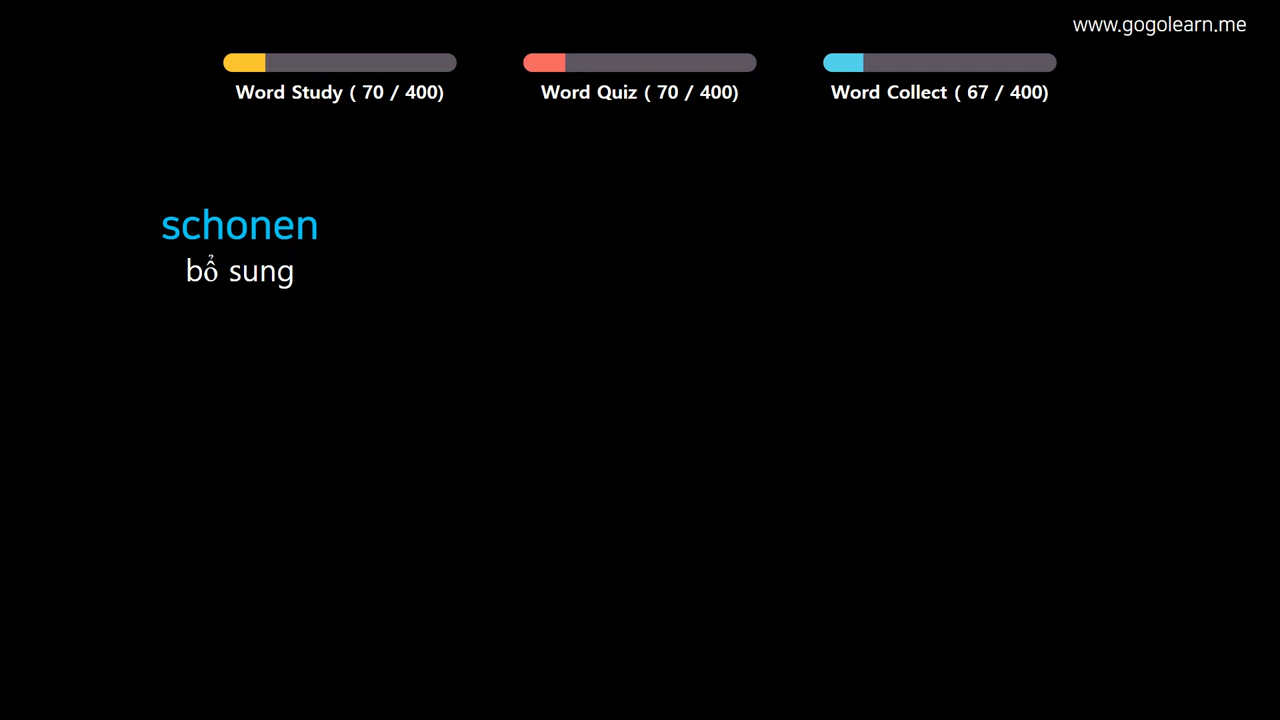 www.gogolearn.me
Word Study ( 70 / 400)
Word Quiz ( 70 / 400)
Word Collect ( 67 / 400)
schonen
bổ sung